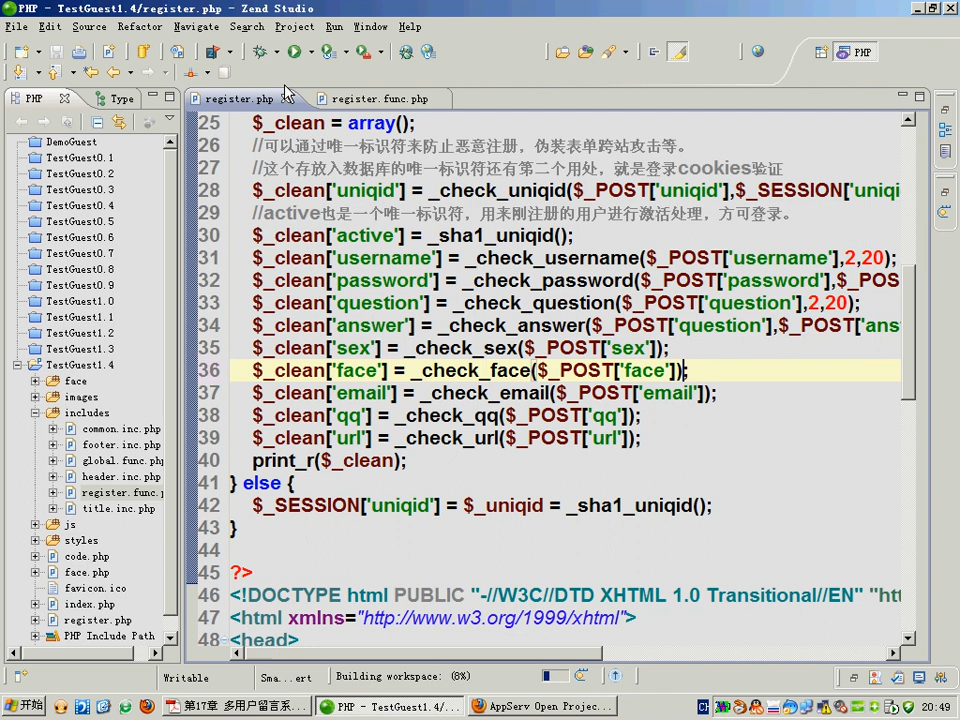 PHP - TestGuest1.4/register.php - Zend Studio
File Edit Source Refactor Navigate Search Project Run Window Help
PHP
PHP Type
register.php register.func.php
DemoGuest
TestGuest0.1
TestGuest0.2
TestGuest0.3
TestGuest0.4
TestGuest0.5
TestGuest0.6
TestGuest0.7
TestGuest0.8
TestGuest0.9
TestGuest1.0
TestGuest1.1
TestGuest1.2
TestGuest1.3
TestGuest1.4
face
images
includes
common.inc.php
footer.inc.php
global.func.php
header.inc.php
register.func.p
title.inc.php
js
styles
code.php
face.php
favicon.ico
index.php
register.php
PHP Include Path
25 $_clean = array();
26 //可以通过唯一标识符来防止恶意注册，伪装表单跨站攻击等。
27 //这个存放入数据库的唯一标识符还有第二个用处，就是登录cookies验证
28 $_clean['uniqid'] = _check_uniqid($_POST['uniqid'],$_SESSION['uniqi
29 //active也是一个唯一标识符，用来刚注册的用户进行激活处理，方可登录。
30 $_clean['active'] = _sha1_uniqid();
31 $_clean['username'] = _check_username($_POST['username'],2,20);
32 $_clean['password'] = _check_password($_POST['password'],$_POS
33 $_clean['question'] = _check_question($_POST['question'],2,20);
34 $_clean['answer'] = _check_answer($_POST['question'],$_POST['ans
35 $_clean['sex'] = _check_sex($_POST['sex']);
36 $_clean['face'] = _check_face($_POST['face']);
37 $_clean['email'] = _check_email($_POST['email']);
38 $_clean['qq'] = _check_qq($_POST['qq']);
39 $_clean['url'] = _check_url($_POST['url']);
40 print_r($_clean);
41 } else {
42 $_SESSION['uniqid'] = $_uniqid = _sha1_uniqid();
43 }
44
45 ?>
46 <!DOCTYPE html PUBLIC "-//W3C//DTD XHTML 1.0 Transitional//EN" "htt
47 <html xmlns="http://www.w3.org/1999/xhtml">
48 <head>
Writable Sma...ert Building workspace: (8%)
开始 第17章 多用户留言系... PHP - TestGuest1.4/... AppServ Open Projec... CH 20:49